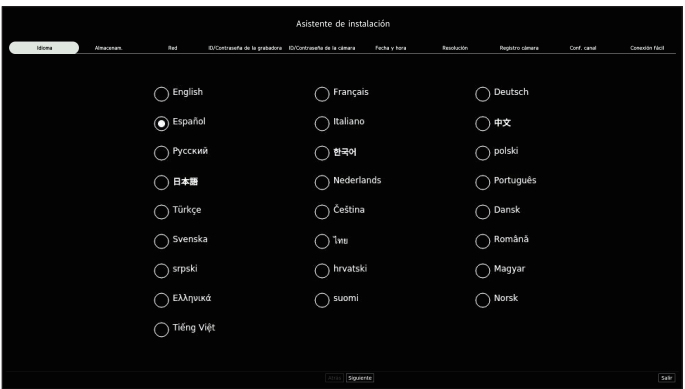 Asistente de instalación
Idioma Almacenam. Red ID/Contraseña de la grabadora ID/Contraseña de la cámara Fecha y hora Resolución Registro cámara Conf. canal Conexión fácil
English Français Deutsch
Español Italiano 中文
Русский 한국어 polski
日本語 Nederlands Português
Türkçe Čeština Dansk
Svenska ไทย Română
srpski hrvatski Magyar
Ελληνικά suomi Norsk
Tiếng Việt
Atrás Siguiente Salir